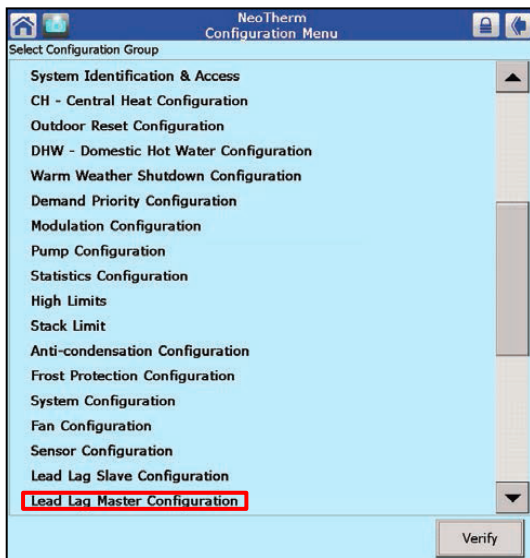 NeoTherm
Configuration Menu
Select Configuration Group
System Identification & Access
CH - Central Heat Configuration
Outdoor Reset Configuration
DHW - Domestic Hot Water Configuration
Warm Weather Shutdown Configuration
Demand Priority Configuration
Modulation Configuration
Pump Configuration
Statistics Configuration
High Limits
Stack Limit
Anti-condensation Configuration
Frost Protection Configuration
System Configuration
Fan Configuration
Sensor Configuration
Lead Lag Slave Configuration
Lead Lag Master Configuration
Verify